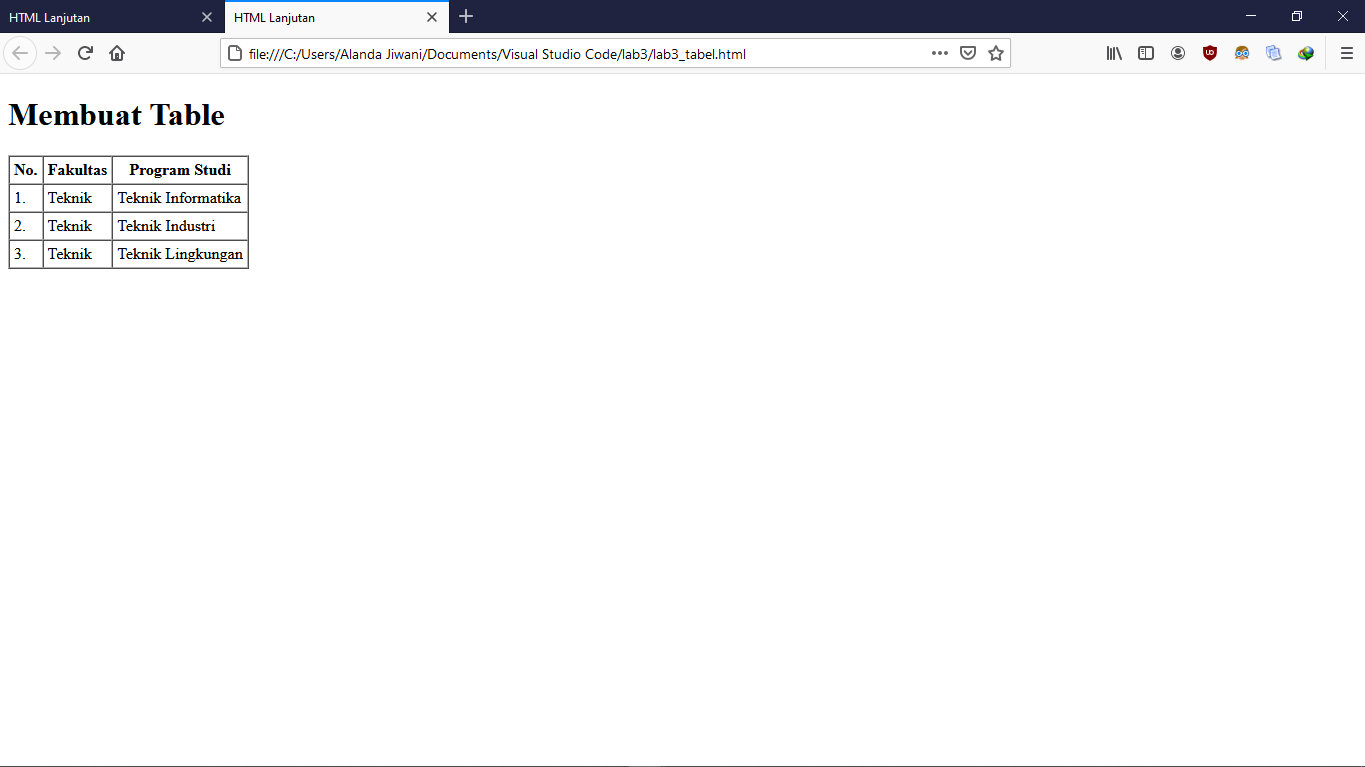 HTML Lanjutan
HTML Lanjutan
file:///C:/Users/Alanda Jiwani/Documents/Visual Studio Code/lab3/lab3_tabel.html
Membuat Table
No. Fakultas Program Studi
1. Teknik Teknik Informatika
2. Teknik Teknik Industri
3. Teknik Teknik Lingkungan